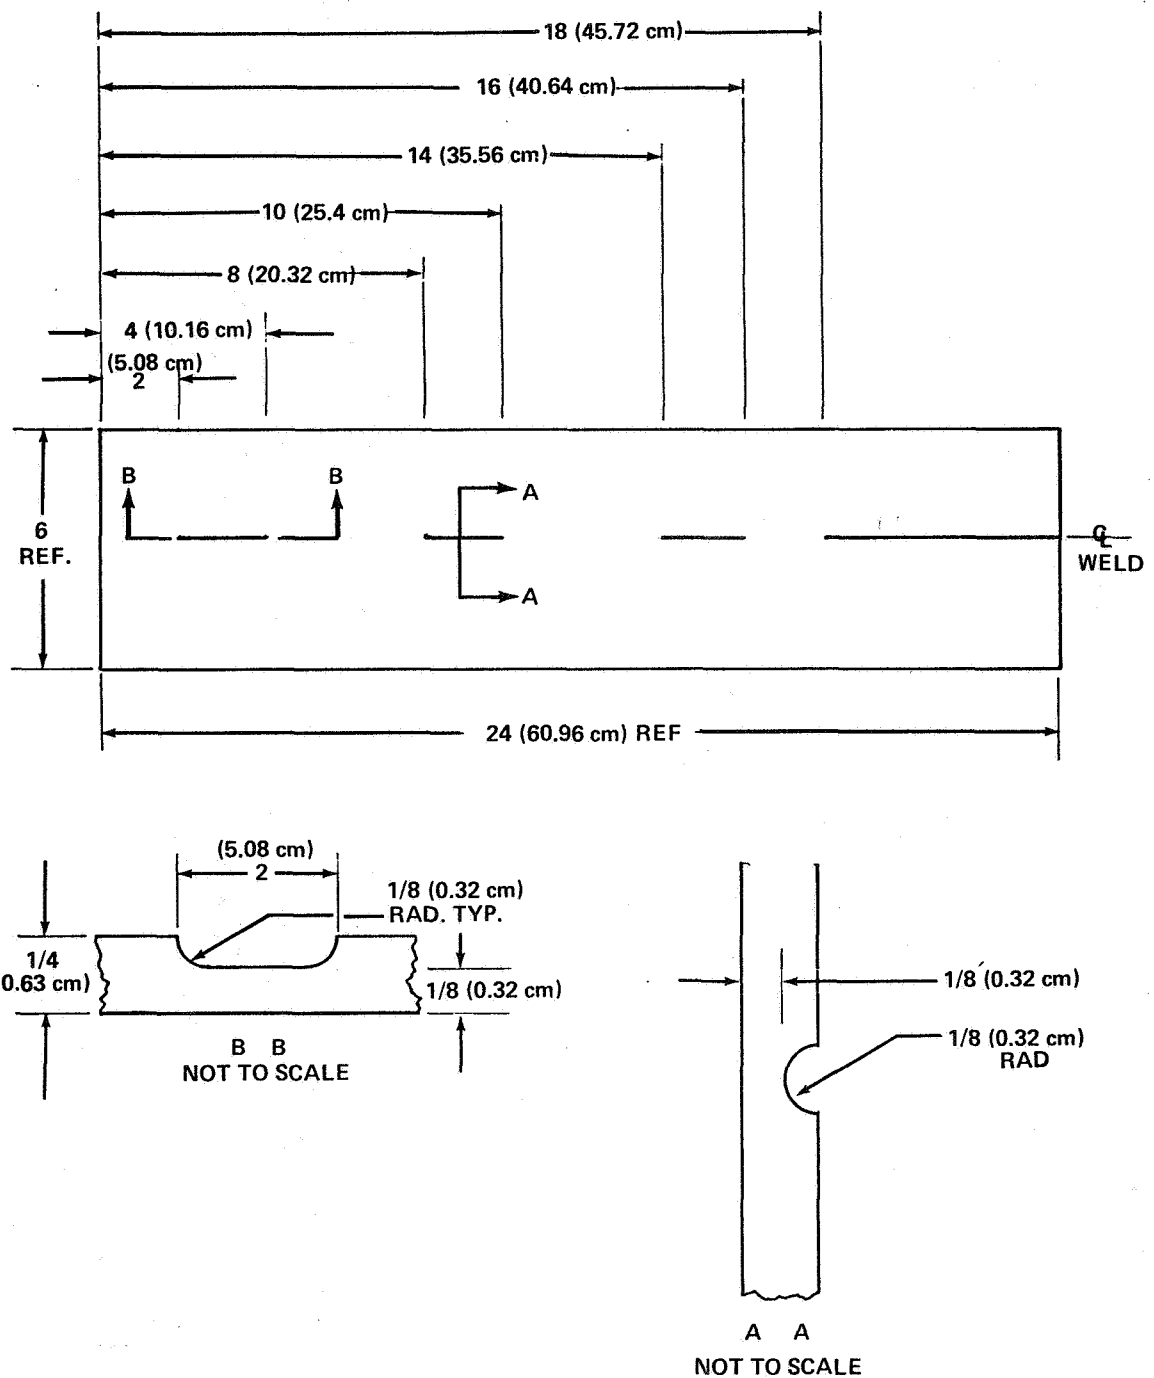 18 (45.72 cm)
16 (40.64 cm)
14 (35.56 cm)
10 (25.4 cm)
8 (20.32 cm)
4 (10.16 cm)
(5.08 cm)
2
B B
A
6
REF.
A
℄
WELD
24 (60.96 cm) REF
(5.08 cm)
2
1/8 (0.32 cm)
RAD. TYP.
1/4
0.63 cm)
1/8 (0.32 cm)
B B
NOT TO SCALE
1/8 (0.32 cm)
1/8 (0.32 cm)
RAD
A A
NOT TO SCALE